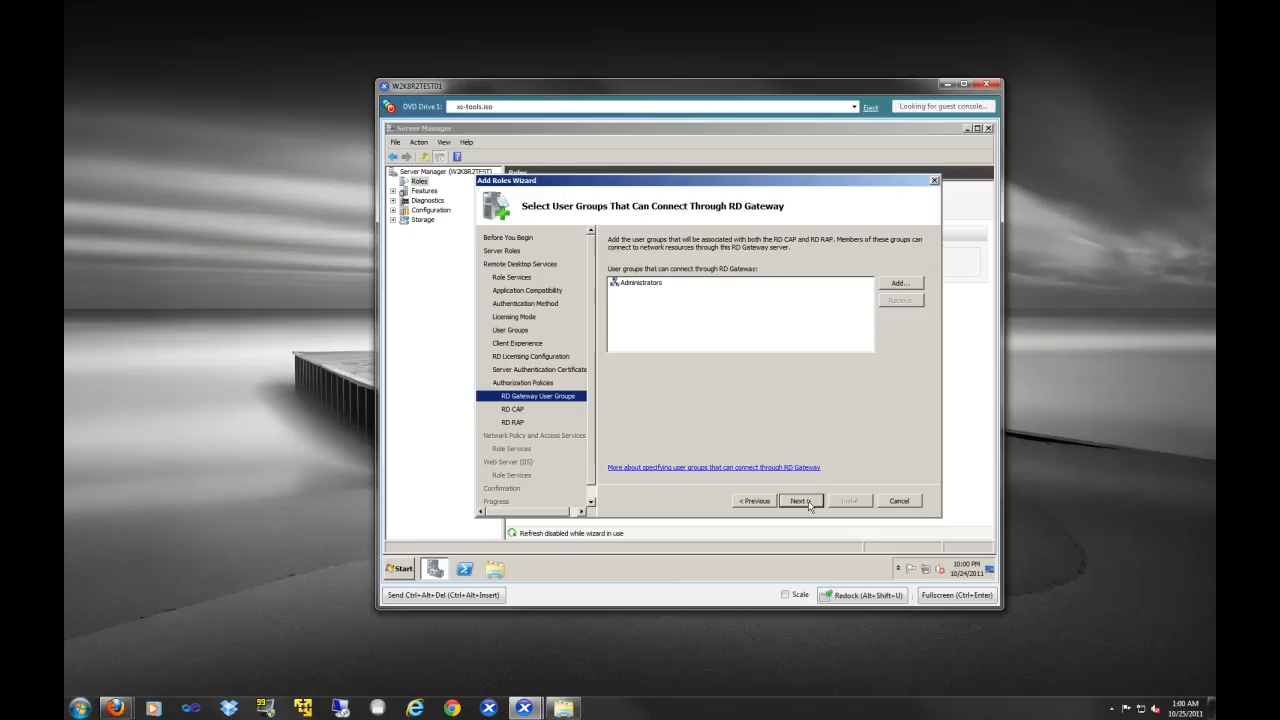 W2K8R2TEST01
DVD Drive 1:
xs-tools.iso
Eject
Looking for guest console...
Server Manager
File Action View Help
Server Manager (W2K8R2TEST)
Roles
Features
Diagnostics
Configuration
Storage
Roles
Add Roles Wizard
Select User Groups That Can Connect Through RD Gateway
Before You Begin
Server Roles
Remote Desktop Services
Role Services
Application Compatibility
Authentication Method
Licensing Mode
User Groups
Client Experience
RD Licensing Configuration
Server Authentication Certificate
Authorization Policies
RD Gateway User Groups
RD CAP
RD RAP
Network Policy and Access Services
Role Services
Web Server (IIS)
Role Services
Confirmation
Progress
Add the user groups that will be associated with both the RD CAP and RD RAP. Members of these groups can
connect to network resources through this RD Gateway server.
User groups that can connect through RD Gateway:
Administrators
Add...
Remove
More about specifying user groups that can connect through RD Gateway
< Previous
Next >
Install
Cancel
Refresh disabled while wizard in use
Start
10:00 PM
10/24/2011
Send Ctrl+Alt+Del (Ctrl+Alt+Insert)
Scale
Redock (Alt+Shift+U)
Fullscreen (Ctrl+Enter)
99
1:00 AM
10/25/2011